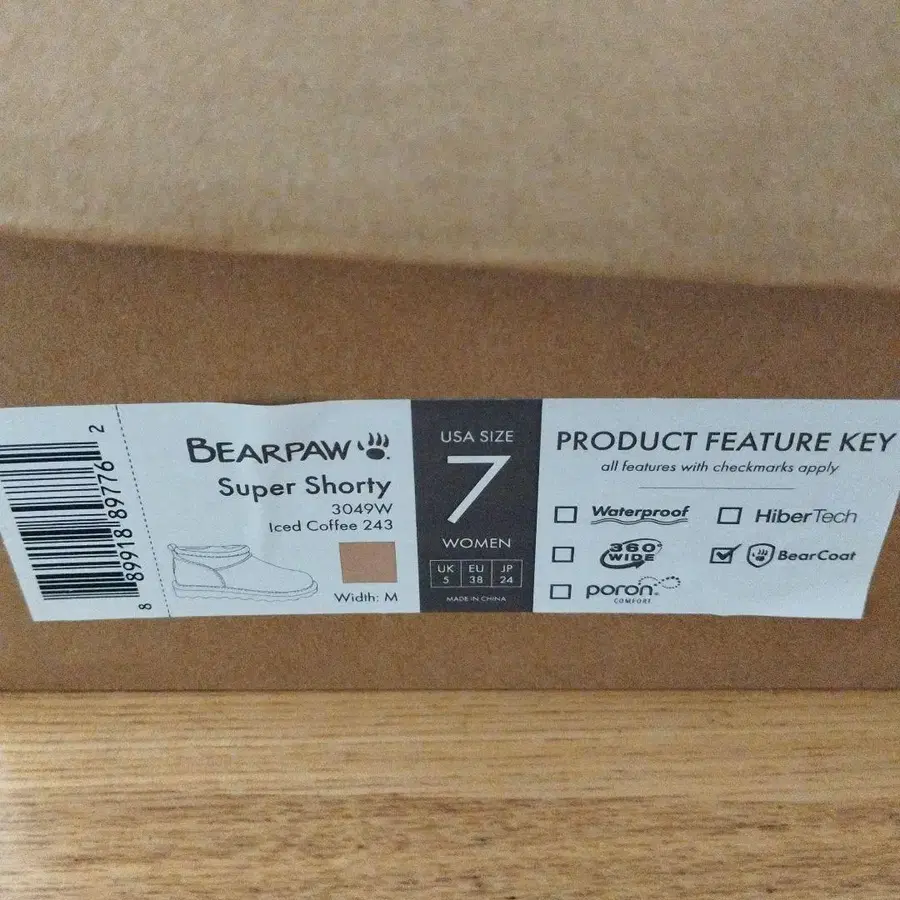 8 89918 89776 2
BEARPAW
Super Shorty
3049W
Iced Coffee 243
Width: M
USA SIZE
7
WOMEN
UK EU JP
5 38 24
MADE IN CHINA
PRODUCT FEATURE KEY
all features with checkmarks apply
Waterproof
HiberTech
360°
WIDE
BearCoat
poron®
COMFORT